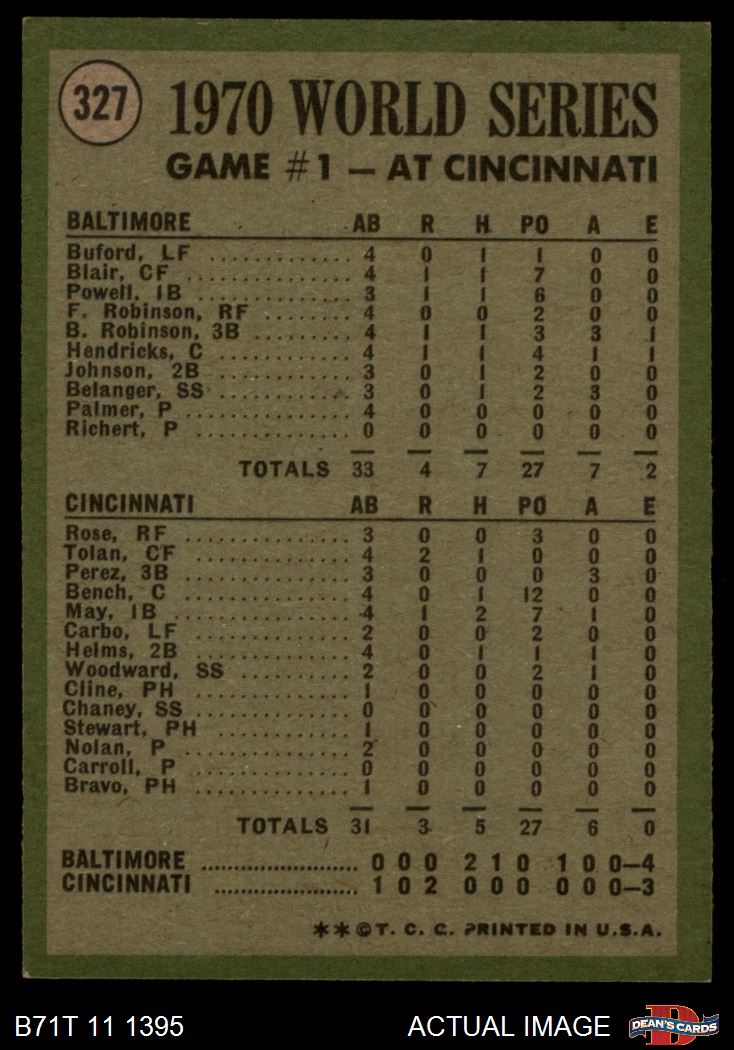 327
1970 WORLD SERIES
GAME #1 — AT CINCINNATI
BALTIMORE AB R H PO A E
Buford, LF .............. 4 0 1 1 0 0
Blair, CF ................ 4 1 1 7 0 0
Powell, 1B ............... 3 1 1 6 0 0
F. Robinson, RF ........ 4 0 0 2 0 0
B. Robinson, 3B ......... 4 1 1 3 3 1
Hendricks, C ............ 4 1 1 4 1 1
Johnson, 2B ............. 3 0 1 2 0 0
Belanger, SS ............ 3 0 1 2 3 0
Palmer, P ............... 4 0 0 0 0 0
Richert, P .............. 0 0 0 0 0 0
TOTALS 33 4 7 27 7 2
CINCINNATI AB R H PO A E
Rose, RF ............... 3 0 0 3 0 0
Tolan, CF ............... 4 2 1 0 0 0
Perez, 3B ............... 3 0 0 0 3 0
Bench, C ............... 4 0 1 12 0 0
May, 1B ................ 4 1 2 7 1 0
Carbo, LF .............. 2 0 0 2 0 0
Helms, 2B .............. 4 0 1 1 1 0
Woodward, SS .......... 2 0 0 2 1 0
Cline, PH ............... 1 0 0 0 0 0
Chaney, SS ............. 0 0 0 0 0 0
Stewart, PH ............ 1 0 0 0 0 0
Nolan, P ............... 2 0 0 0 0 0
Carroll, P .............. 0 0 0 0 0 0
Bravo, PH .............. 1 0 0 0 0 0
TOTALS 31 3 5 27 6 0
BALTIMORE ........................ 0 0 0 2 1 0 1 0 0—4
CINCINNATI ...................... 1 0 2 0 0 0 0 0 0—3
**©T. C. C. PRINTED IN U.S.A.
B71T 11 1395 ACTUAL IMAGE D DEAN'S CARDS